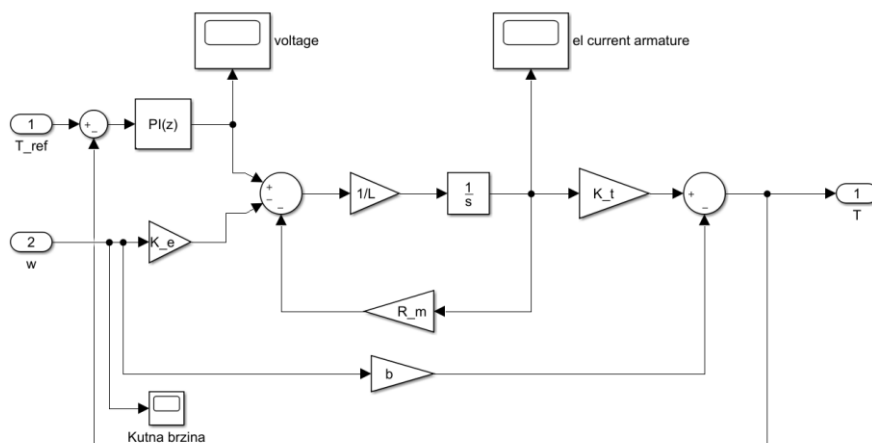 voltage
el current armature
1
T_ref
+
-
PI(z)
+
-
-
1/L
1
s
K_t
+
-
1
T
2
w
K_e
R_m
b
Kutna brzina